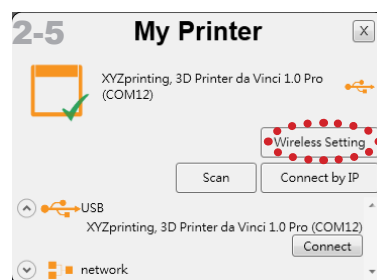 2-5
My Printer
X
XYZprinting, 3D Printer da Vinci 1.0 Pro
(COM12)
Wireless Setting
Scan
Connect by IP
USB
XYZprinting, 3D Printer da Vinci 1.0 Pro (COM12)
Connect
network